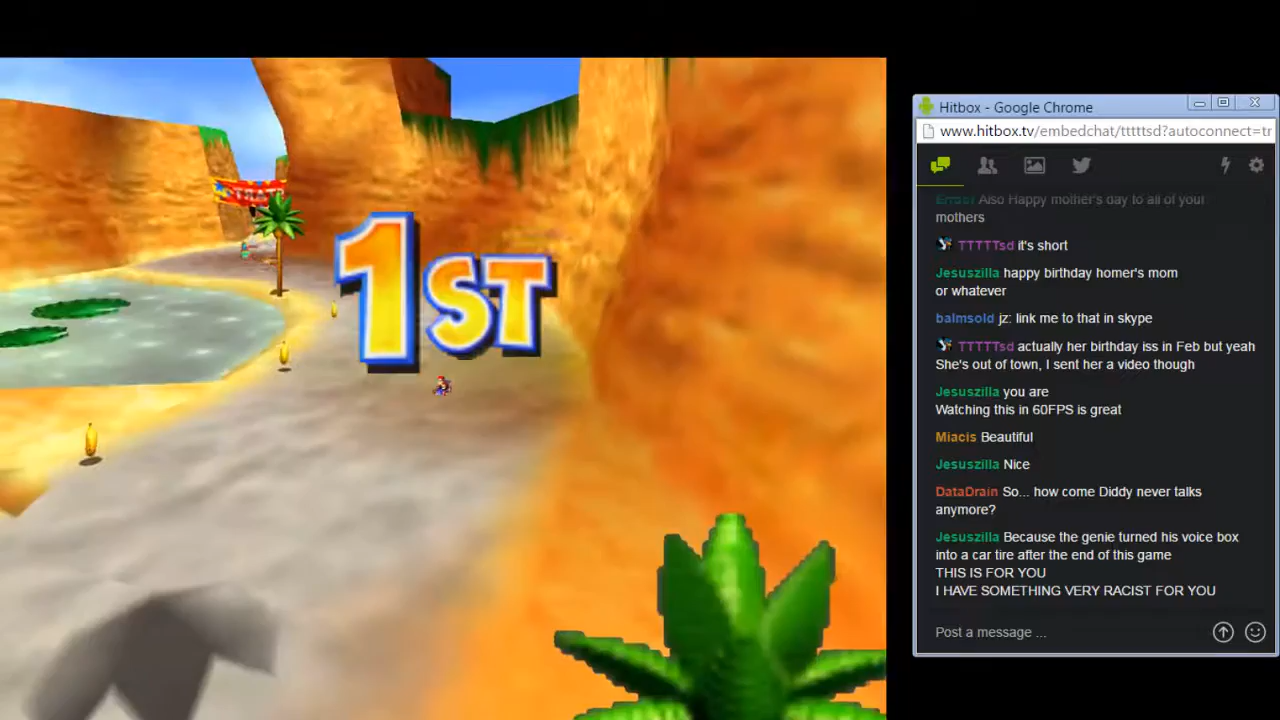 1ST
Hitbox - Google Chrome
www.hitbox.tv/embedchat/tttttsd?autoconnect=tr
Also Happy mother's day to all of your
mothers
TTTTTsd it's short
Jesuszilla happy birthday homer's mom
or whatever
balmsold jz: link me to that in skype
TTTTTsd actually her birthday iss in Feb but yeah
She's out of town, I sent her a video though
Jesuszilla you are
Watching this in 60FPS is great
Miacis Beautiful
Jesuszilla Nice
DataDrain So... how come Diddy never talks
anymore?
Jesuszilla Because the genie turned his voice box
into a car tire after the end of this game
THIS IS FOR YOU
I HAVE SOMETHING VERY RACIST FOR YOU
Post a message ...